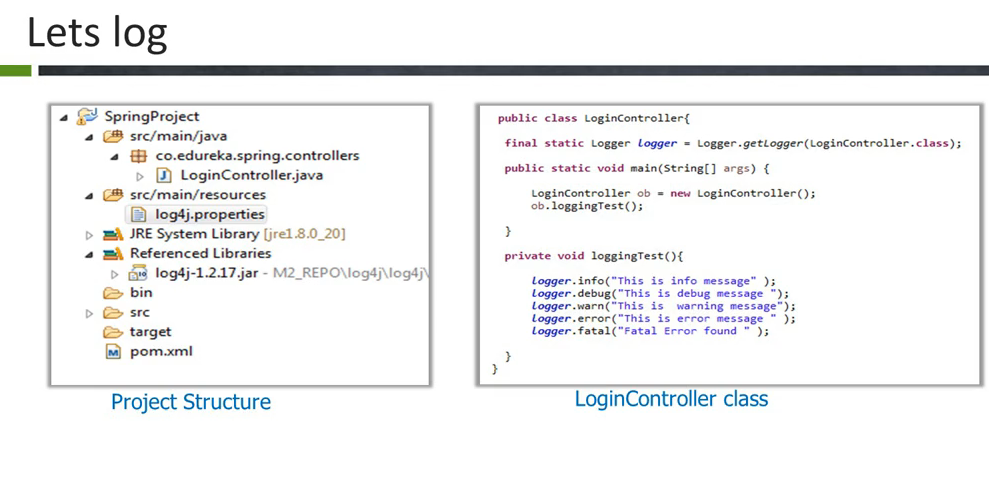 Lets log
SpringProject
src/main/java
co.edureka.spring.controllers
LoginController.java
src/main/resources
log4j.properties
JRE System Library [jre1.8.0_20]
Referenced Libraries
log4j-1.2.17.jar - M2_REPO\log4j\log4j\
bin
src
target
pom.xml
Project Structure
public class LoginController{
final static Logger logger = Logger.getLogger(LoginController.class);
public static void main(String[] args) {
LoginController ob = new LoginController();
ob.loggingTest();
}
private void loggingTest(){
logger.info("This is info message" );
logger.debug("This is debug message ");
logger.warn("This is  warning message");
logger.error("This is error message " );
logger.fatal("Fatal Error found " );
}
}
LoginController class